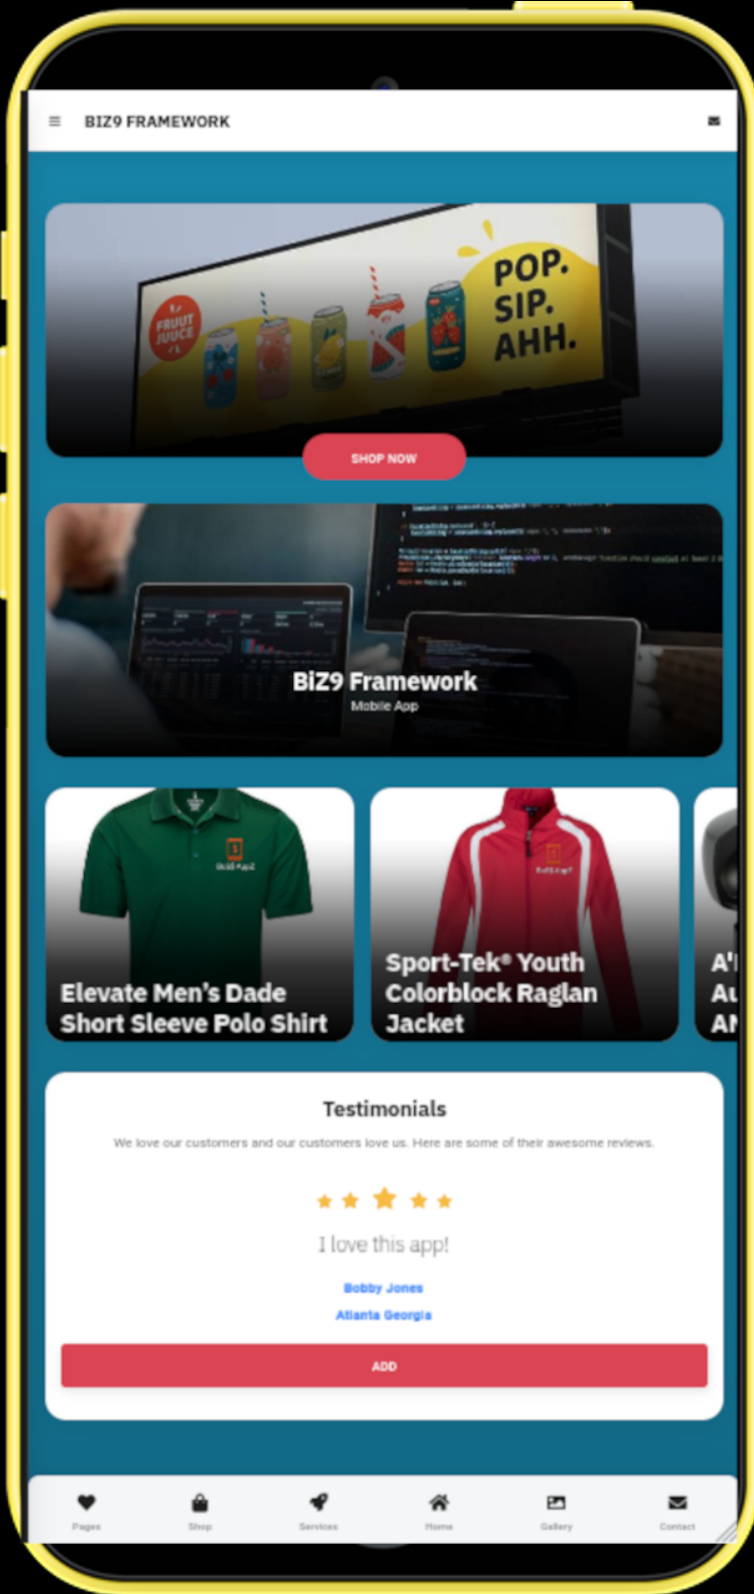 BIZ9 FRAMEWORK
FRUUT
JUUCE
POP.
SIP.
AHH.
SHOP NOW
BiZ9 Framework
Mobile App
Elevate Men's Dade
Short Sleeve Polo Shirt
Sport-Tek® Youth
Colorblock Raglan
Jacket
Testimonials
We love our customers and our customers love us. Here are some of their awesome reviews.
I love this app!
Bobby Jones
Atlanta Georgia
ADD
Pages
Shop
Services
Home
Gallery
Contact